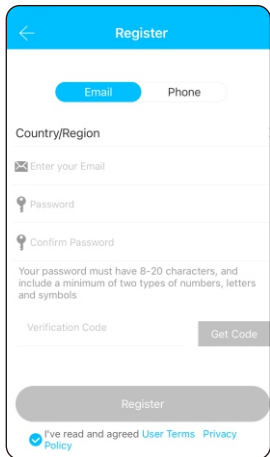 Register
Email Phone
Country/Region
Enter your Email
Password
Confirm Password
Your password must have 8-20 characters, and
include a minimum of two types of numbers, letters
and symbols
Verification Code Get Code
Register
I've read and agreed User Terms Privacy
Policy